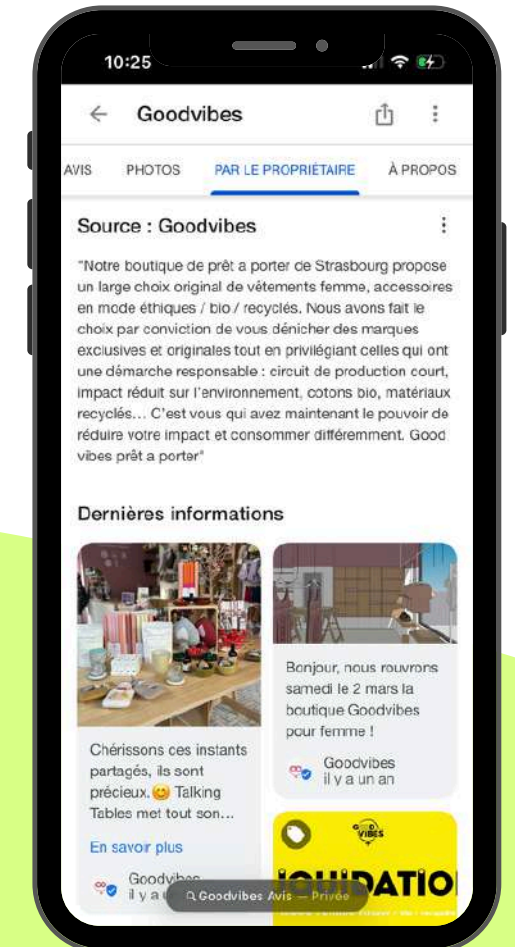 10:25
Goodvibes
AVIS PHOTOS PAR LE PROPRIÉTAIRE À PROPOS
Source : Goodvibes
"Notre boutique de prêt a porter de Strasbourg propose
un large choix original de vétements femme, accessoires
en mode éthiques / bio / recyclés. Nous avons fait le
choix par conviction de vous dénicher des marques
exclusives et originales tout en privilégiant celles qui ont
une démarche responsable : circuit de production court,
impact réduit sur l'environnement, cotons bio, matériaux
recyclés... C'est vous qui avez maintenant le pouvoir de
réduire votre impact et consommer différemment. Good
vibes prêt a porter"
Dernières informations
Chérissons ces instants
partagés, ils sont
précieux.😊 Talking
Tables met tout son...
En savoir plus
Goodvibes
il y a
Bonjour, nous rouvrons
samedi le 2 mars la
boutique Goodvibes
pour femme !
Goodvibes
il y a un an
GOOD
VIBES
Goodvibes Avis — Privée